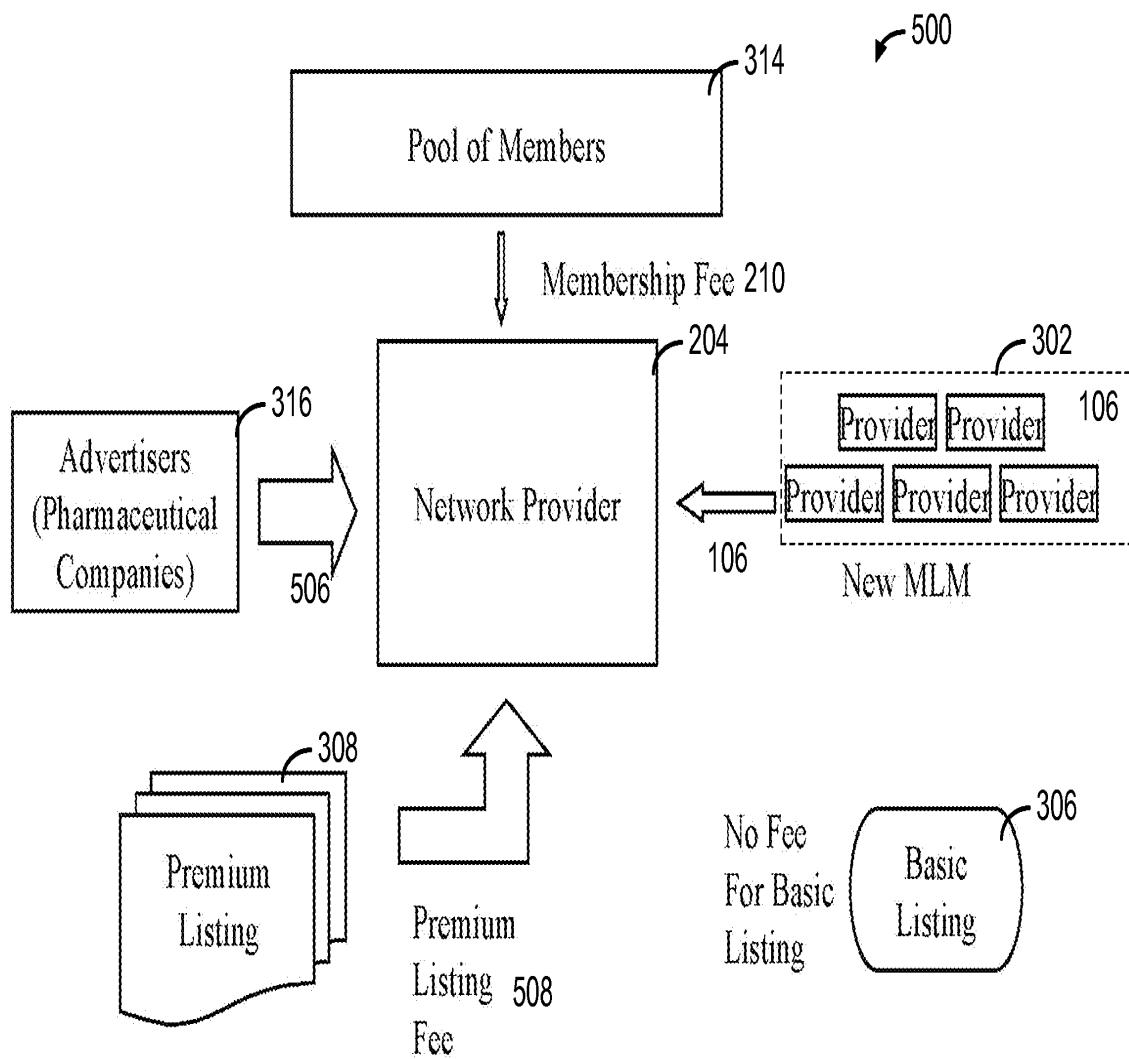 500
314
Pool of Members
Membership Fee 210
204
302
316
106
Provider Provider
Advertisers
(Pharmaceutical
Companies)
Network Provider
Provider Provider Provider
506
106
New MLM
308
306
Premium
Listing
No Fee
For Basic
Listing
Basic
Listing
Premium
Listing
Fee
508